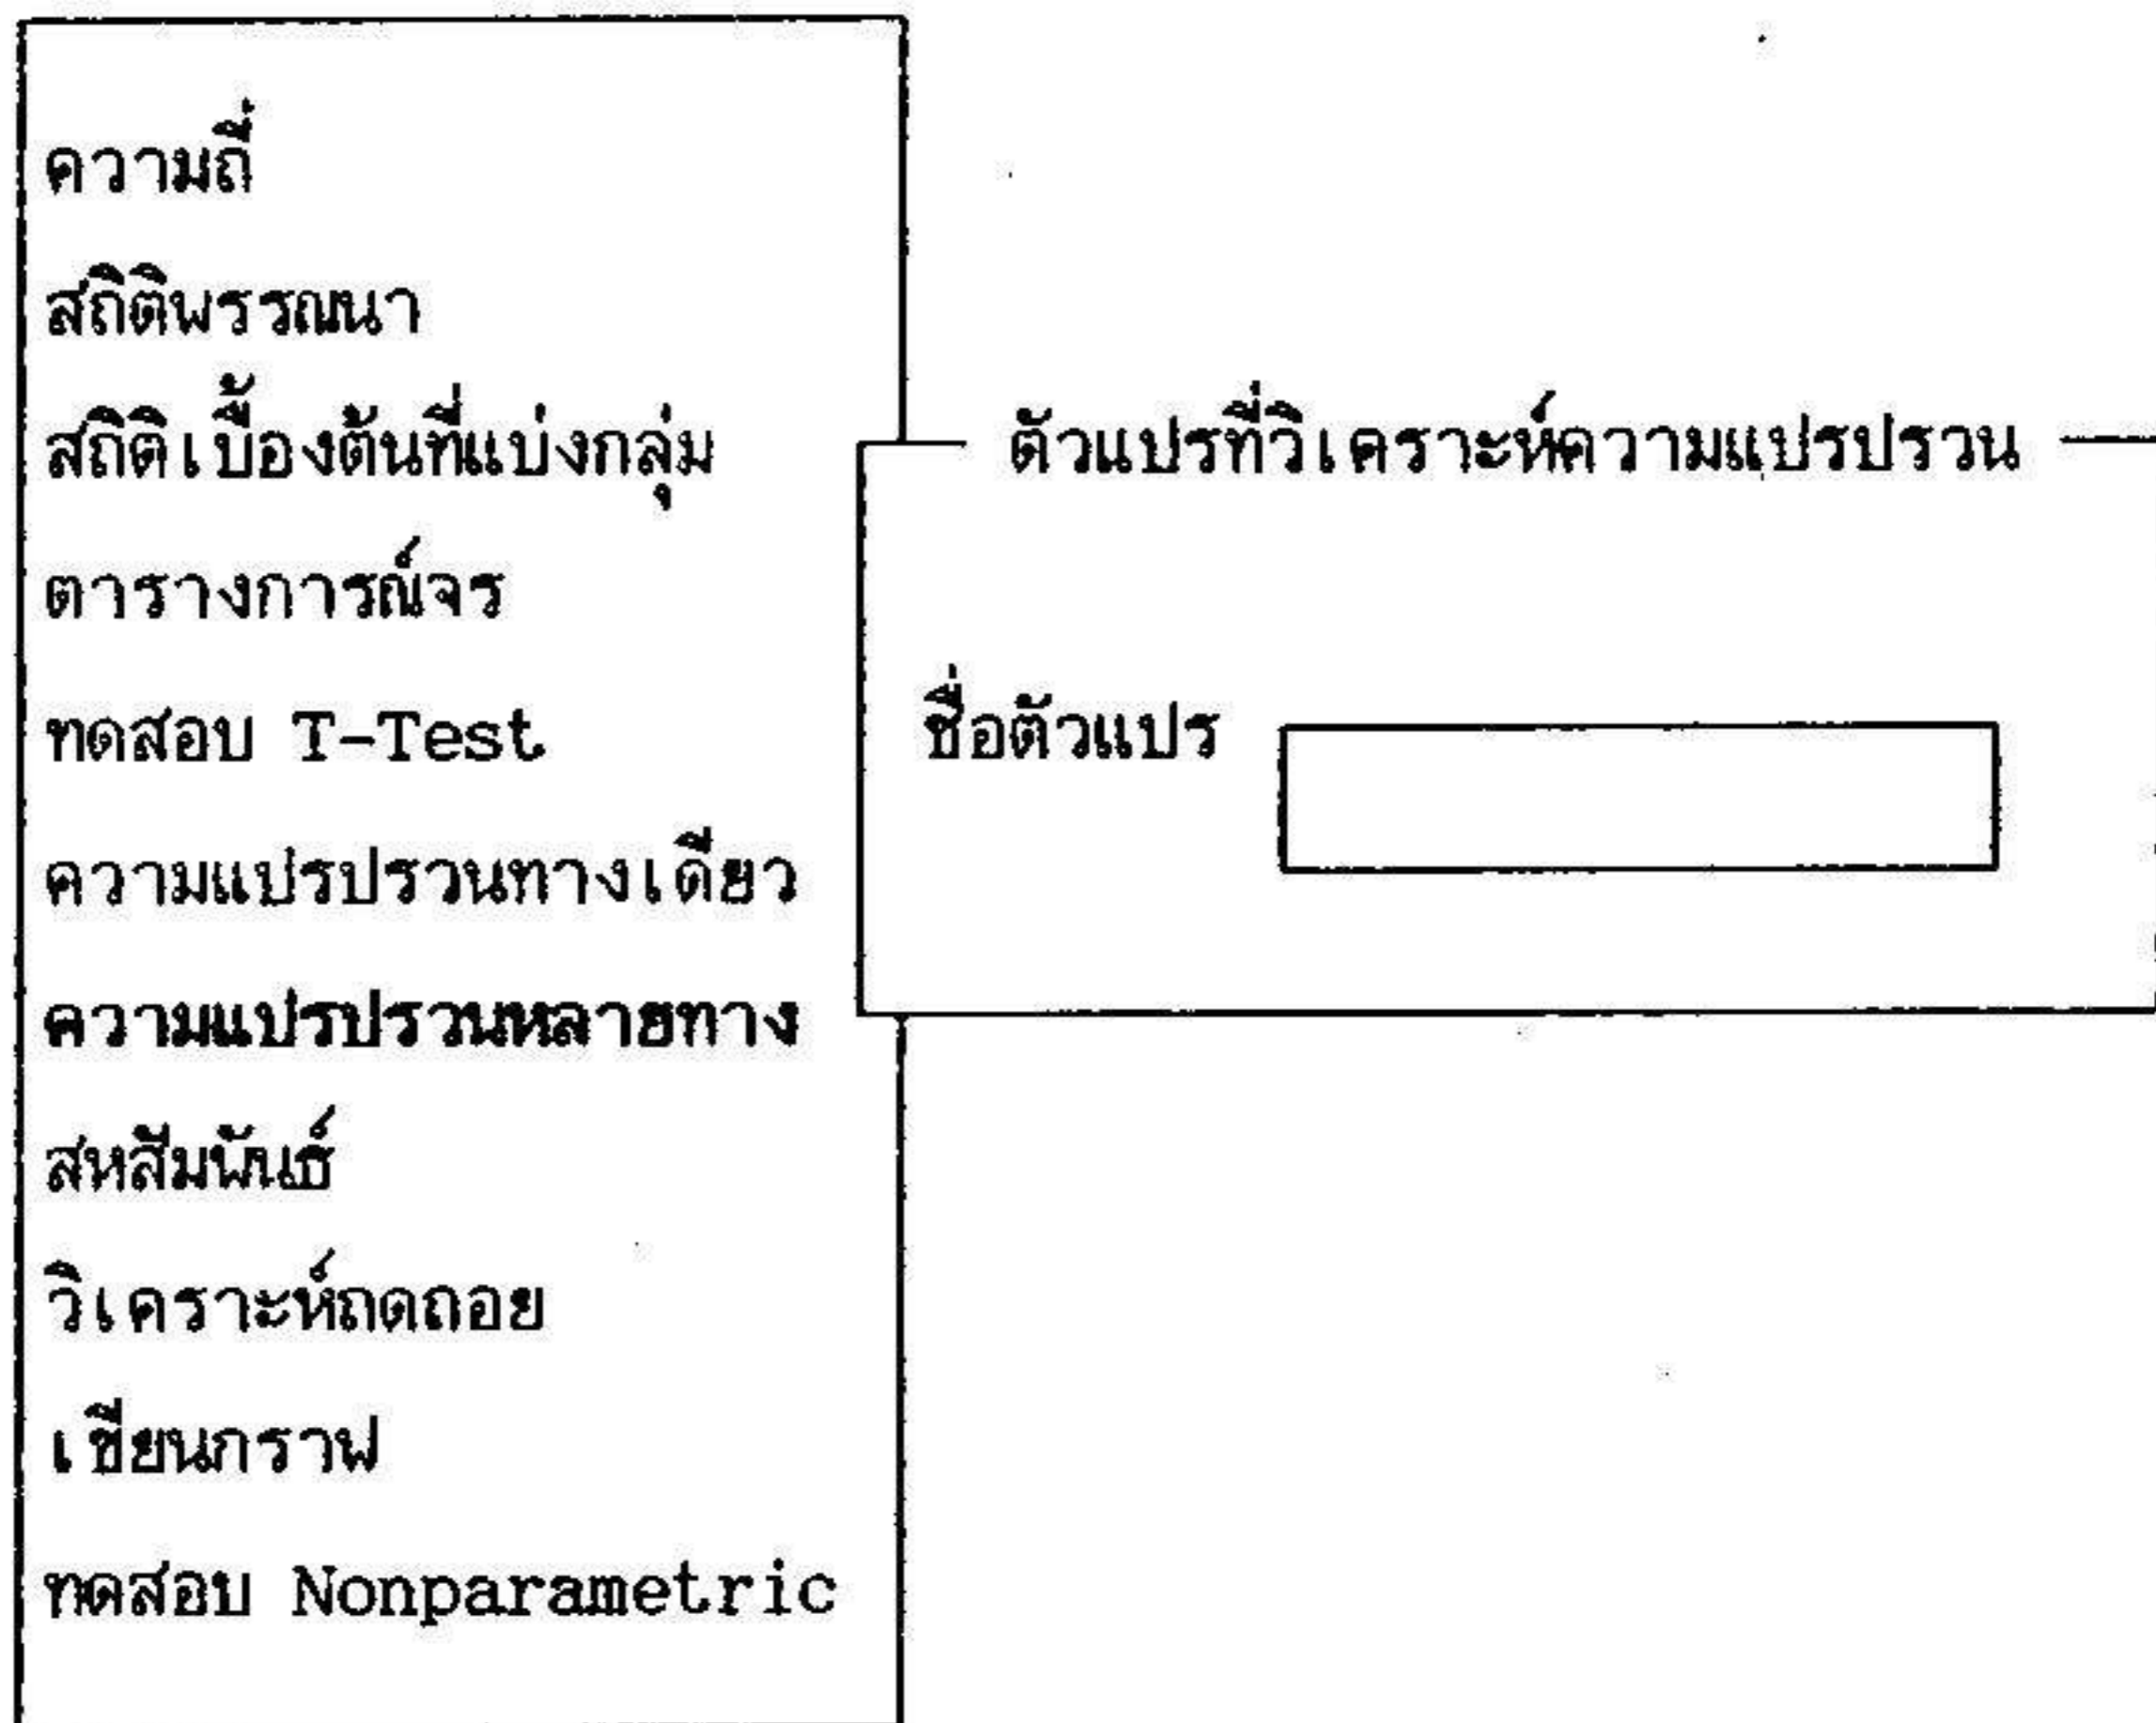 ความถี่
สถิติพรรณนา
สถิติเบื้องต้นที่แบ่งกลุ่ม
ตารางการณ์จร
ทดสอบ T-Test
ความแปรปรวนทางเดียว
ความแปรปรวนหลายทาง
สหสัมพันธ์
วิเคราะห์ถดถอย
เขียนกราฟ
ทดสอบ Nonparametric
ตัวแปรที่วิเคราะห์ความแปรปรวน
ชื่อตัวแปร